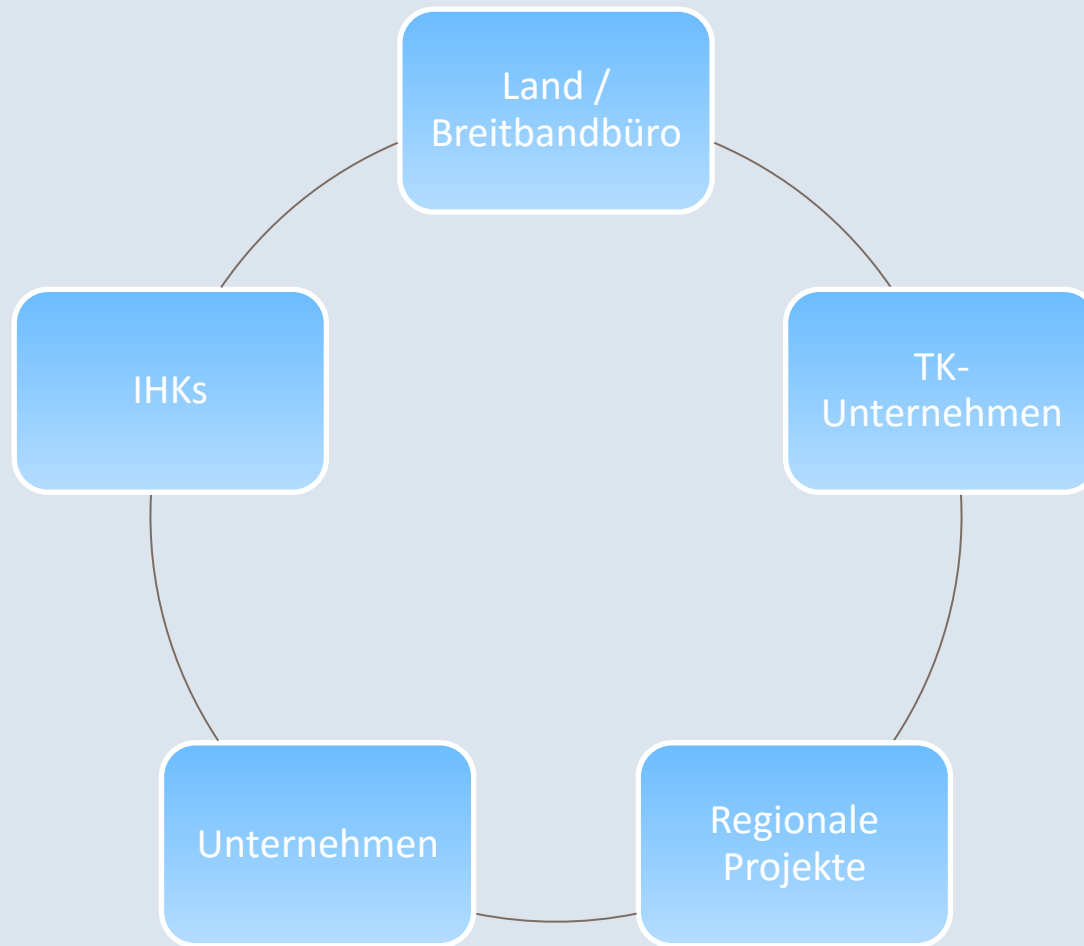 Land /
Breitbandbüro
TK-
Unternehmen
Regionale
Projekte
Unternehmen
IHKs